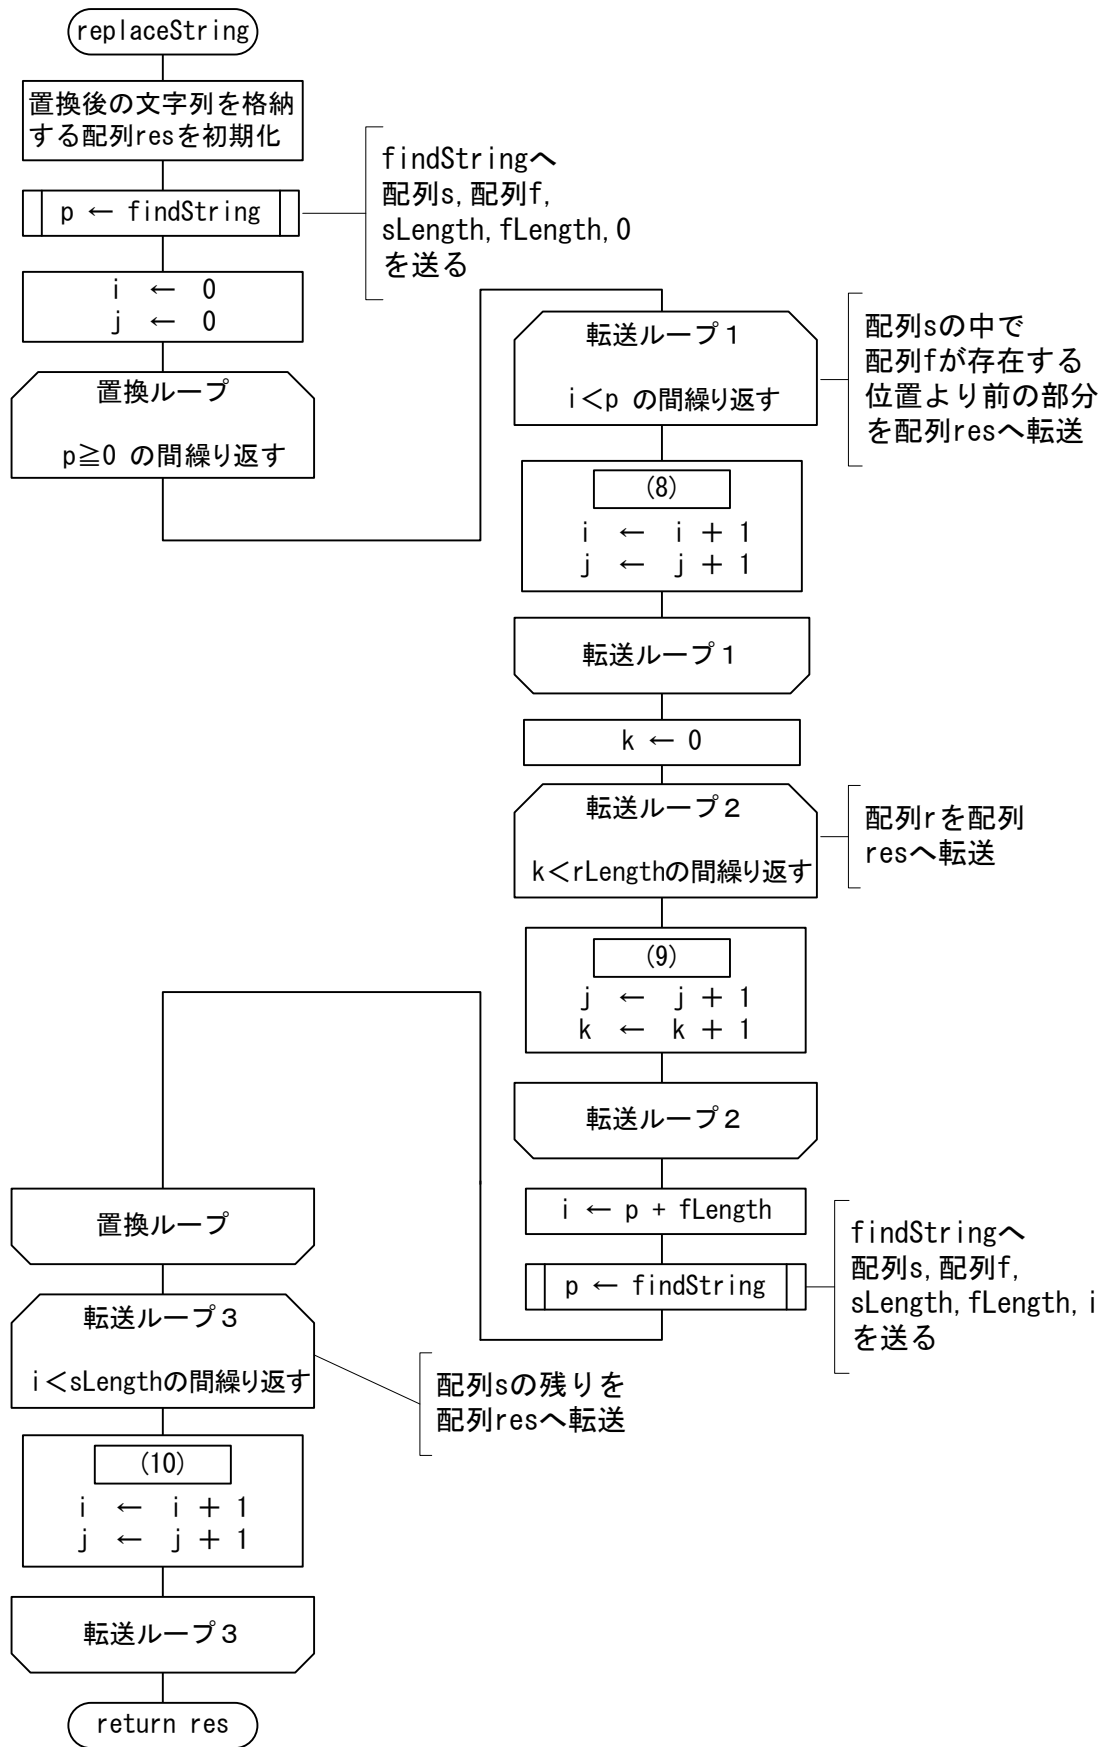 replaceString
置換後の文字列を格納
する配列resを初期化
p ← findString
findStringへ
配列s,配列f,
sLength,fLength,0
を送る
i ← 0
j ← 0
置換ループ
p≧0 の間繰り返す
転送ループ1
i<p の間繰り返す
配列sの中で
配列fが存在する
位置より前の部分
を配列resへ転送
(8)
i ← i + 1
j ← j + 1
転送ループ1
k ← 0
転送ループ2
k<rLengthの間繰り返す
配列rを配列
resへ転送
(9)
j ← j + 1
k ← k + 1
転送ループ2
i ← p + fLength
p ← findString
findStringへ
配列s,配列f,
sLength,fLength,i
を送る
置換ループ
転送ループ3
i<sLengthの間繰り返す
配列sの残りを
配列resへ転送
(10)
i ← i + 1
j ← j + 1
転送ループ3
return res